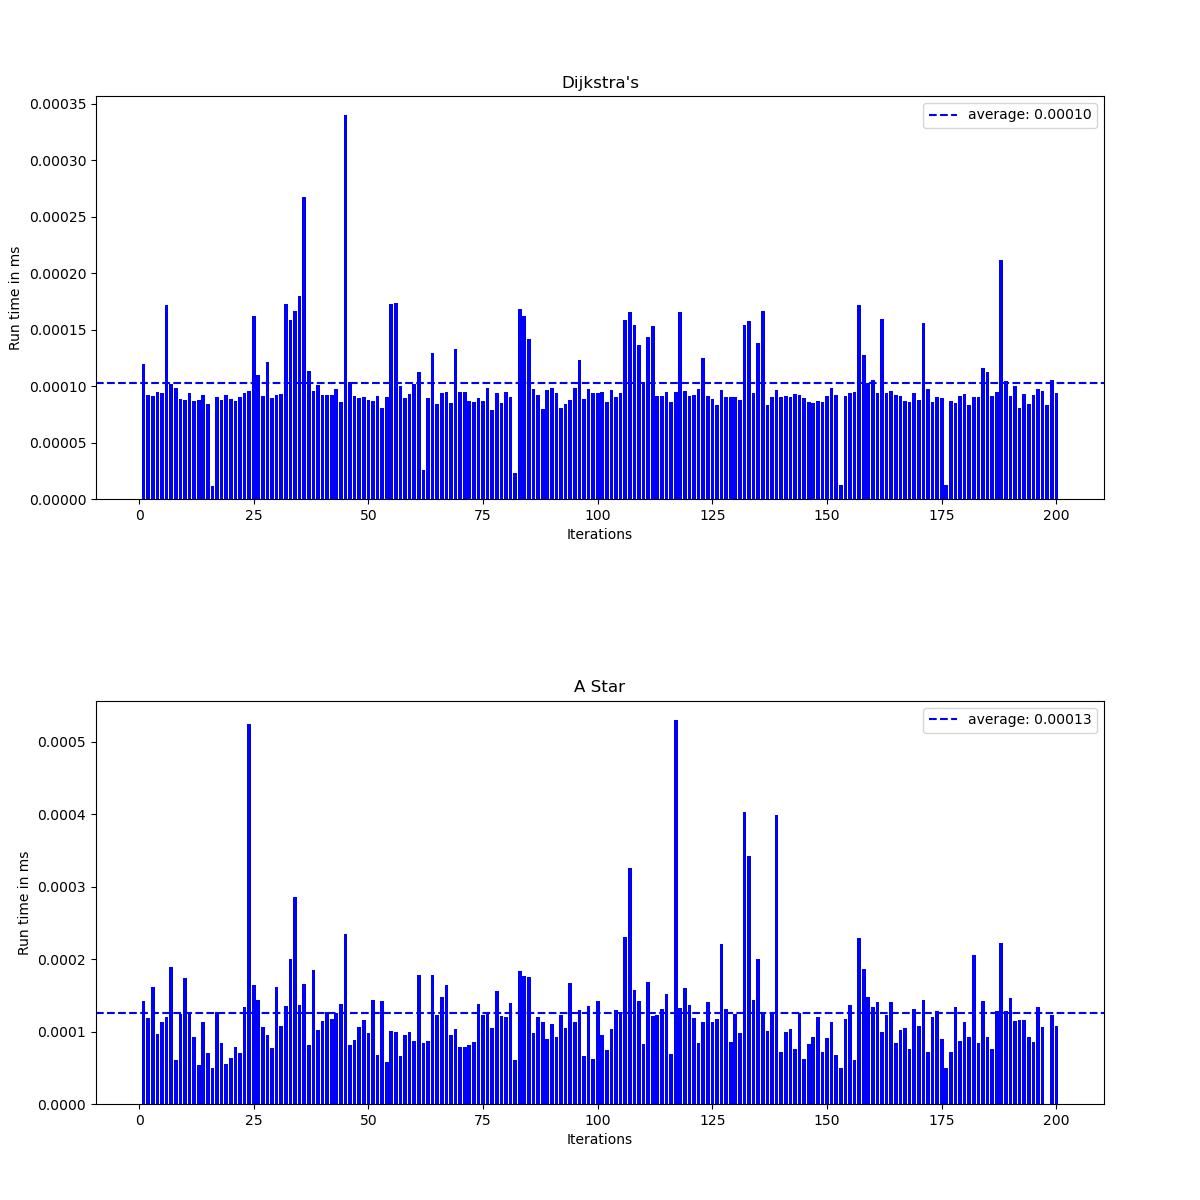 Dijkstra's
average: 0.00010
0.00035
0.00030
0.00025
0.00020
0.00015
0.00010
0.00005
0.00000
Run time in ms
0 25 50 75 100 125 150 175 200
Iterations
A Star
average: 0.00013
0.0005
0.0004
0.0003
0.0002
0.0001
0.0000
Run time in ms
0 25 50 75 100 125 150 175 200
Iterations